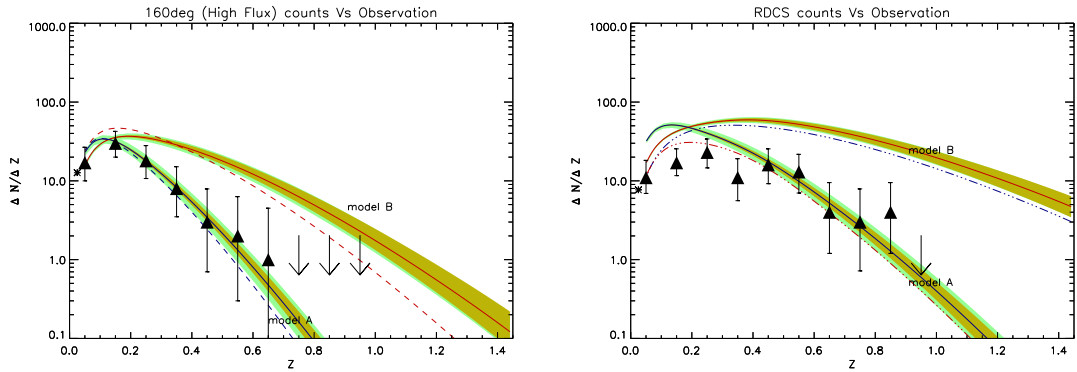 160deg (High Flux) counts Vs Observation
1000.0
100.0
10.0
1.0
0.1
Δ N/Δ Z
model B
model A
0.0 0.2 0.4 0.6 0.8 1.0 1.2 1.4
Z
RDCS counts Vs Observation
1000.0
100.0
10.0
1.0
0.1
Δ N/Δ Z
model B
model A
0.0 0.2 0.4 0.6 0.8 1.0 1.2 1.4
Z